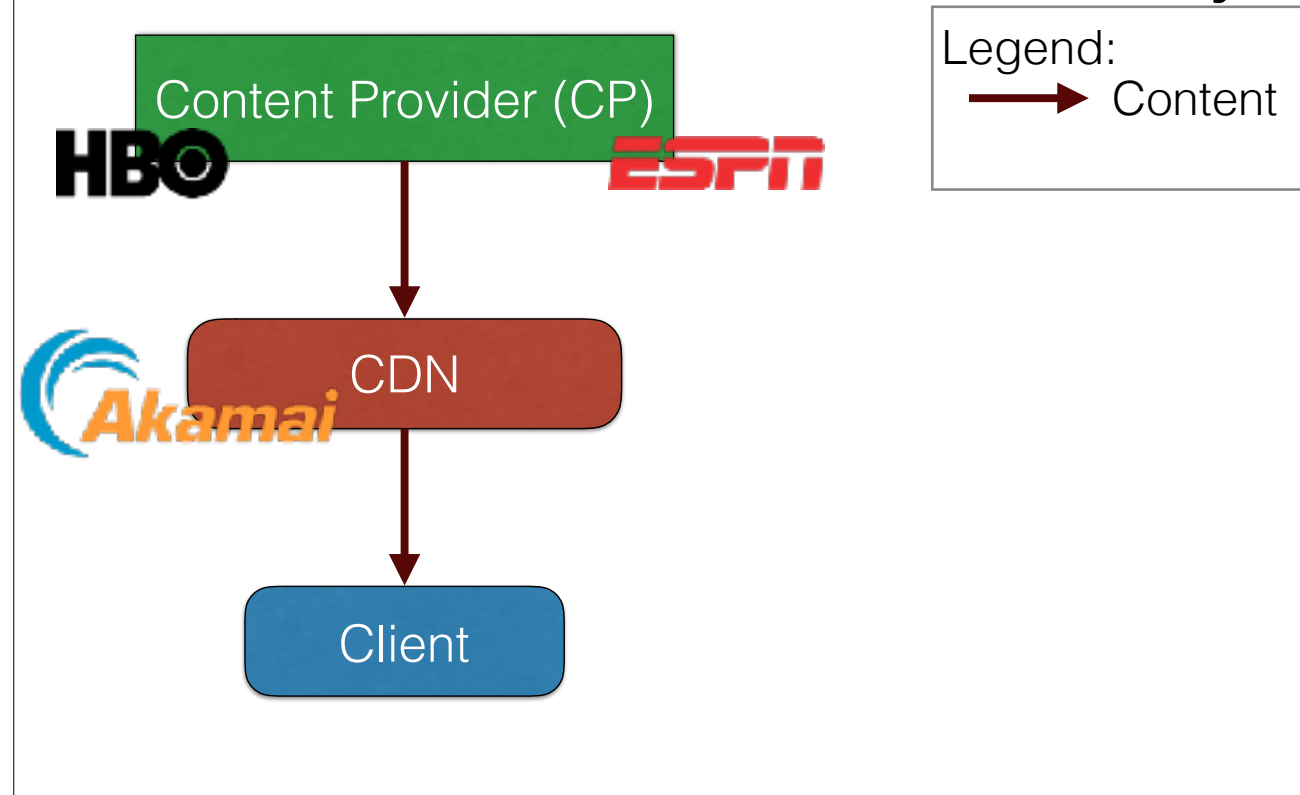 Content Provider (CP)
HBO
ESPN
Legend:
Content
CDN
Akamai
Client